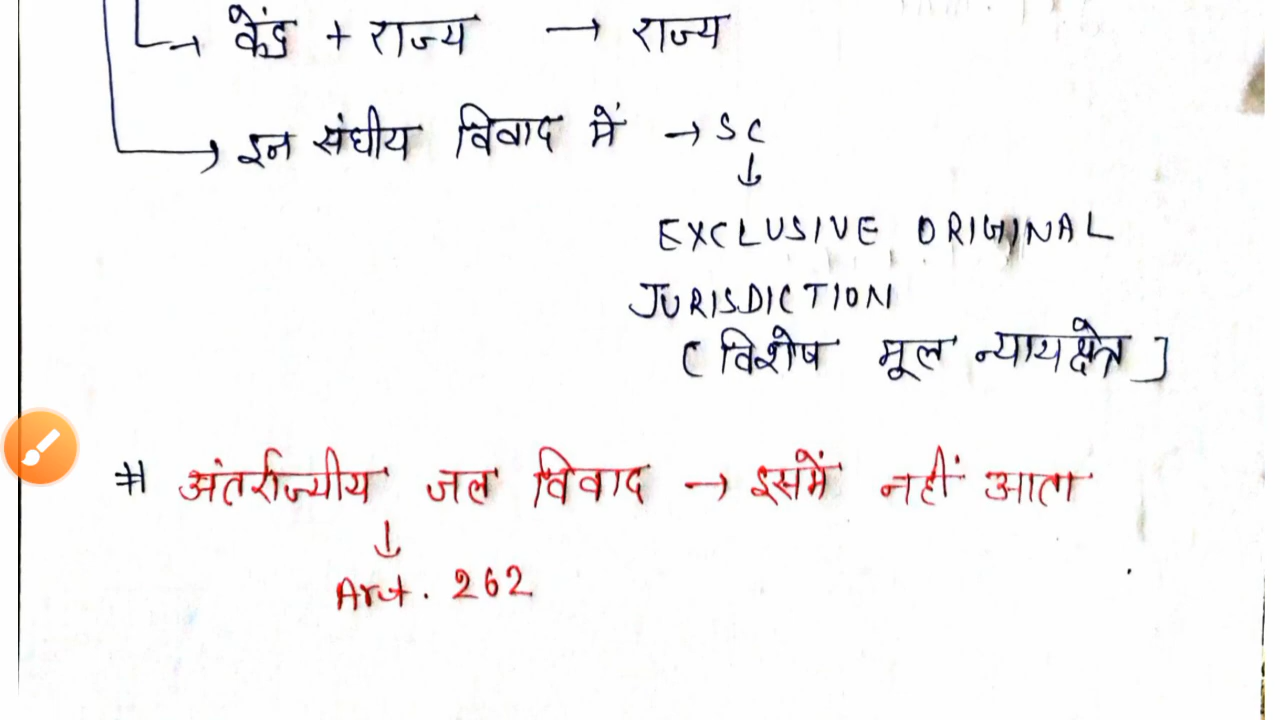 → केंद्र + राज्य → राज्य
→ इन संघीय विवाद में → SC
↓
EXCLUSIVE ORIGINAL
JURISDICTION
(विशेष मूल न्यायक्षेत्र]
# अंतर्राज्यीय जल विवाद → इसमें नहीं आता
↓
Art. 262